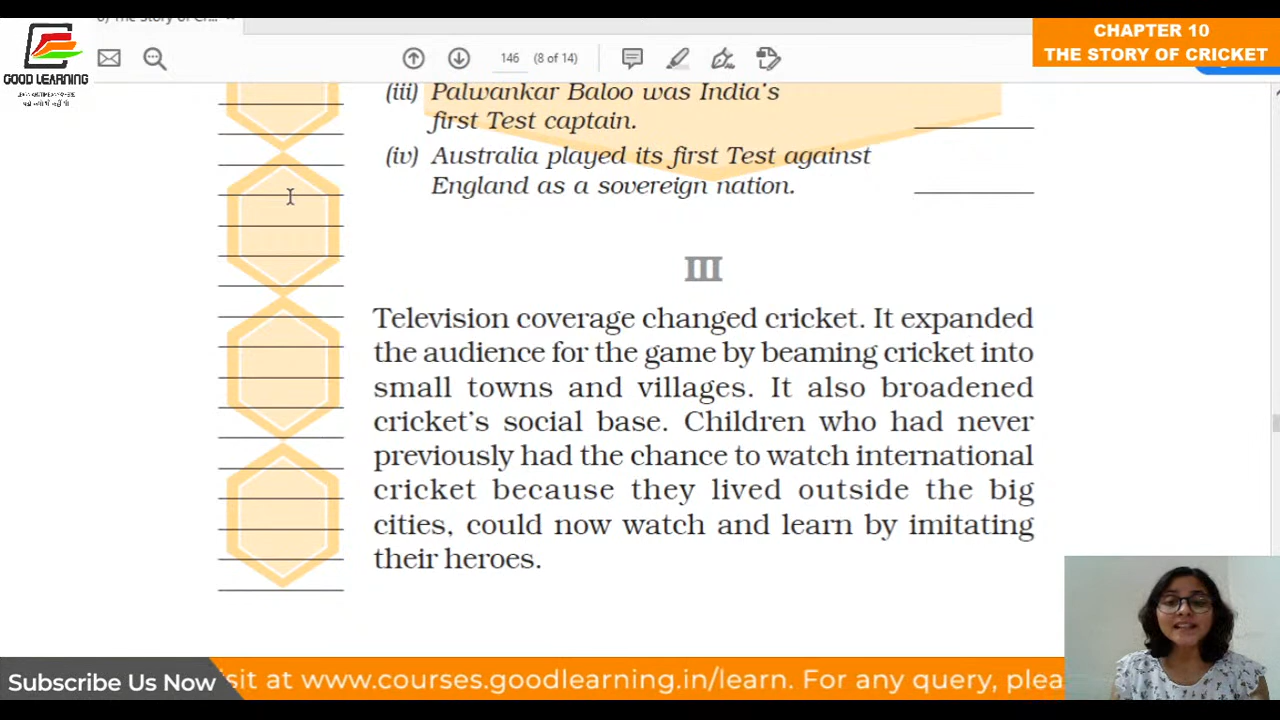 CHAPTER 10
THE STORY OF CRICKET
GOOD LEARNING
146 (8 of 14)
(iii) Palwankar Baloo was India's
first Test captain.
(iv) Australia played its first Test against
England as a sovereign nation.
III
Television coverage changed cricket. It expanded
the audience for the game by beaming cricket into
small towns and villages. It also broadened
cricket's social base. Children who had never
previously had the chance to watch international
cricket because they lived outside the big
cities, could now watch and learn by imitating
their heroes.
Subscribe Us Now
sit at www.courses.goodlearning.in/learn. For any query, plea